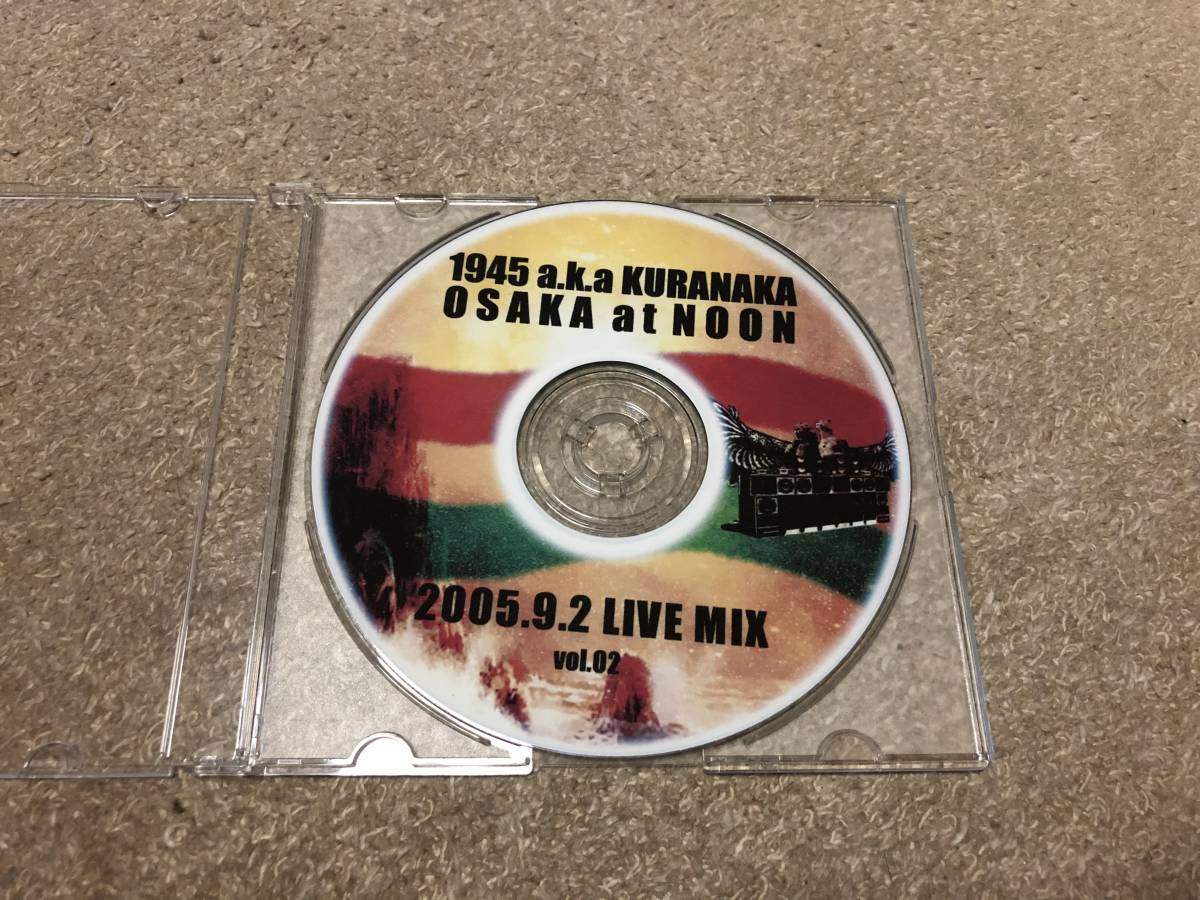 1945 a.k.a KURANAKA
OSAKA at NOON
2005.9.2 LIVE MIX
vol.02